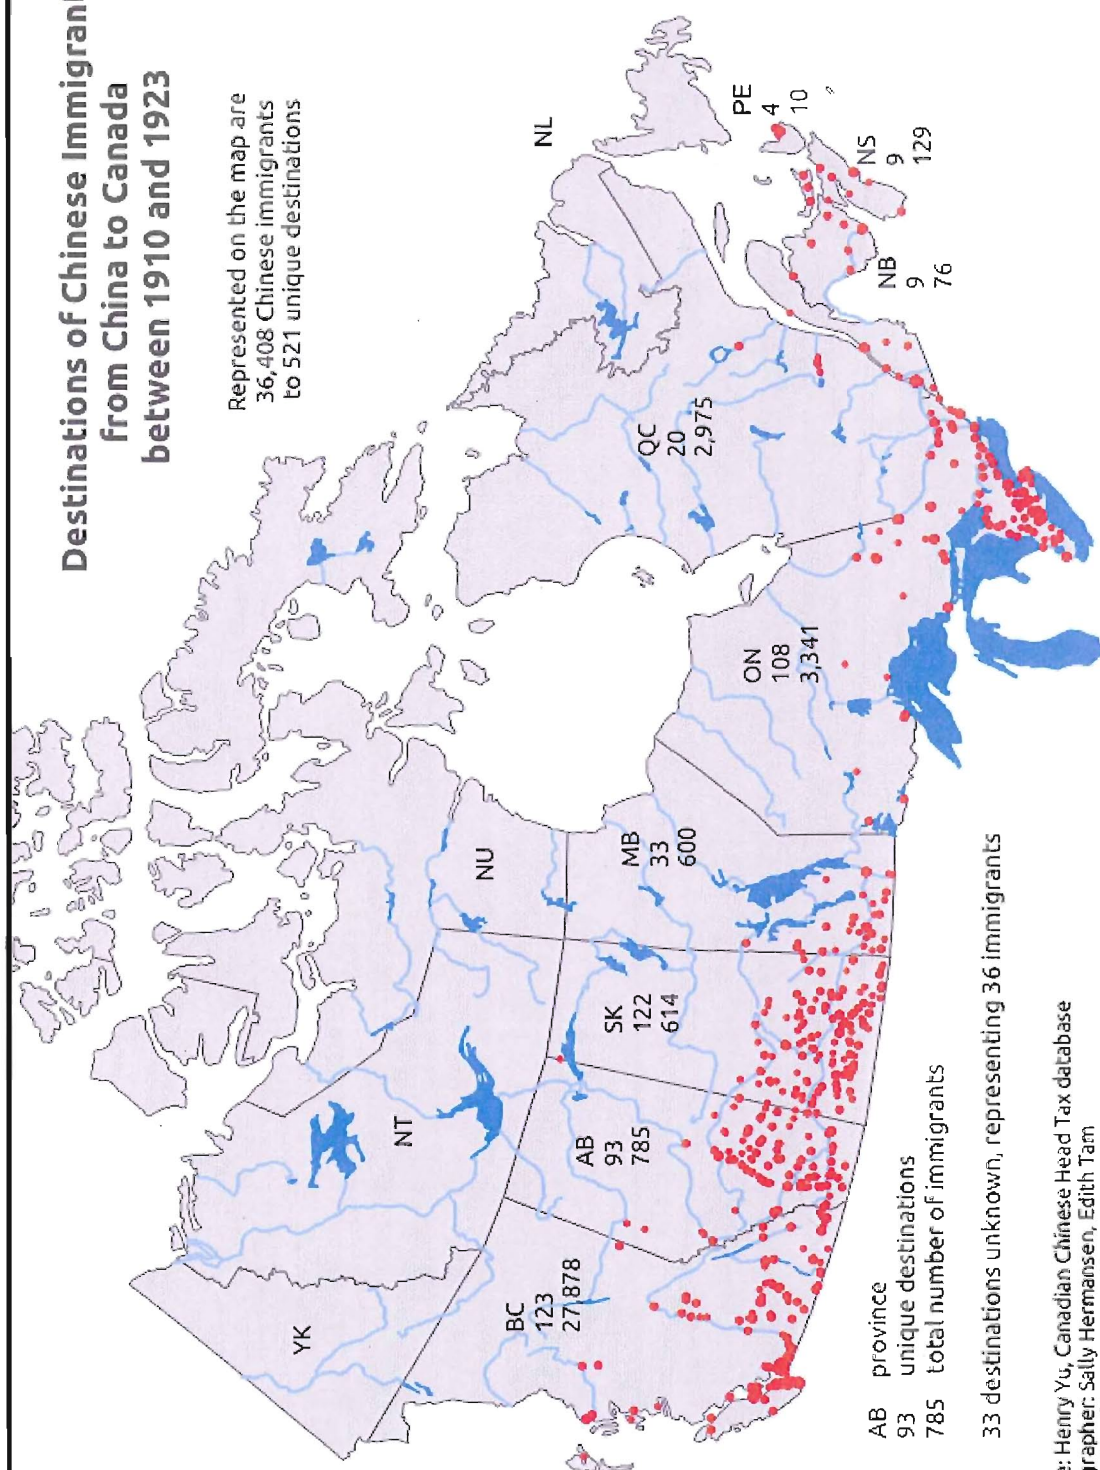 Destinations of Chinese Immigrant
from China to Canada
between 1910 and 1923
Represented on the map are
36,408 Chinese immigrants
to 521 unique destinations
YK
NT
NU
NL
BC
123
27,878
AB
93
785
SK
122
614
MB
33
600
ON
108
3,341
QC
20
2,975
NB
9
76
NS
9
129
PE
4
10
AB province
93 unique destinations
785 total number of immigrants
33 destinations unknown, representing 36 immigrants
e: Henry Yu, Canadian Chinese Head Tax database
grapher: Sally Hermansen, Edith Tam